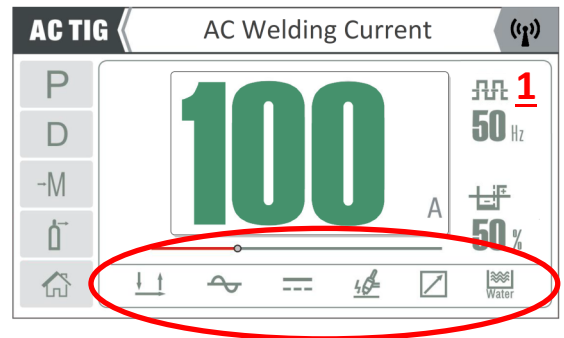 AC TIG
AC Welding Current
P
D
-M
100
A
1
50 Hz
50 %
Water